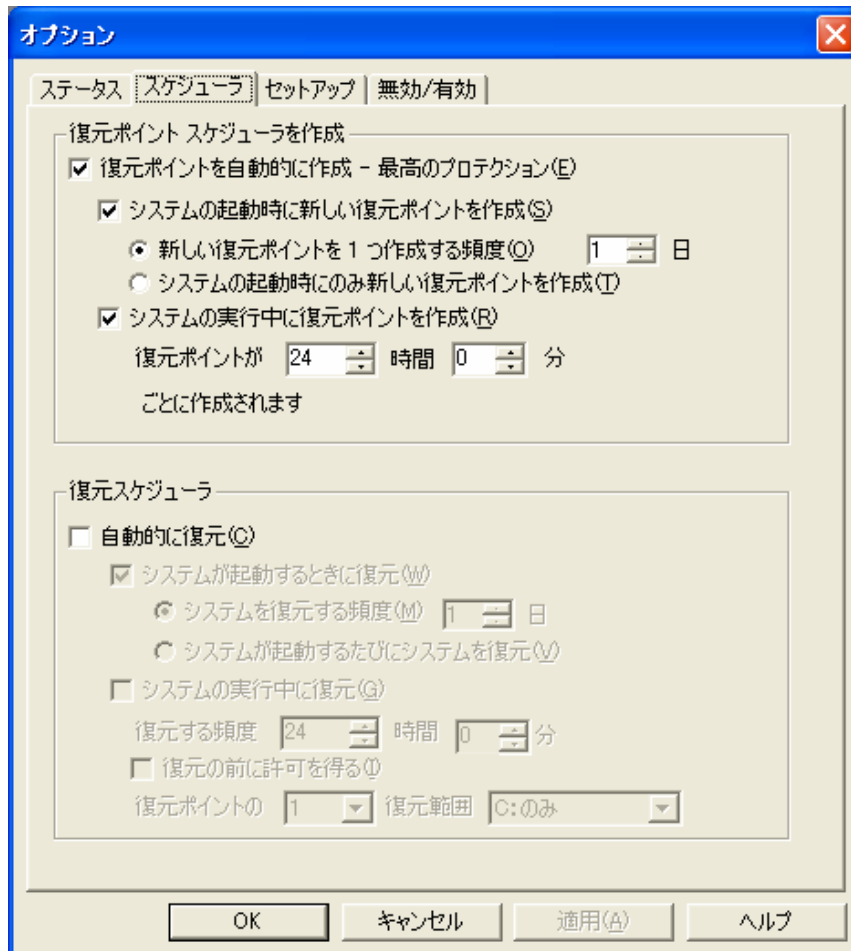 オプション
ステータス スケジューラ セットアップ 無効/有効
復元ポイント スケジューラを作成
復元ポイントを自動的に作成 - 最高のプロテクション(E)
システムの起動時に新しい復元ポイントを作成(S)
新しい復元ポイントを 1 つ作成する頻度(O) 1 日
システムの起動時にのみ新しい復元ポイントを作成(T)
システムの実行中に復元ポイントを作成(R)
復元ポイントが 24 時間 0 分
ごとに作成されます
復元スケジューラ
自動的に復元(C)
システムが起動するときに復元(W)
システムを復元する頻度(M) 1 日
システムが起動するたびにシステムを復元(V)
システムの実行中に復元(G)
復元する頻度 24 時間 0 分
復元の前に許可を得る(I)
復元ポイントの 1 復元範囲 C:のみ
OK キャンセル 適用(A) ヘルプ